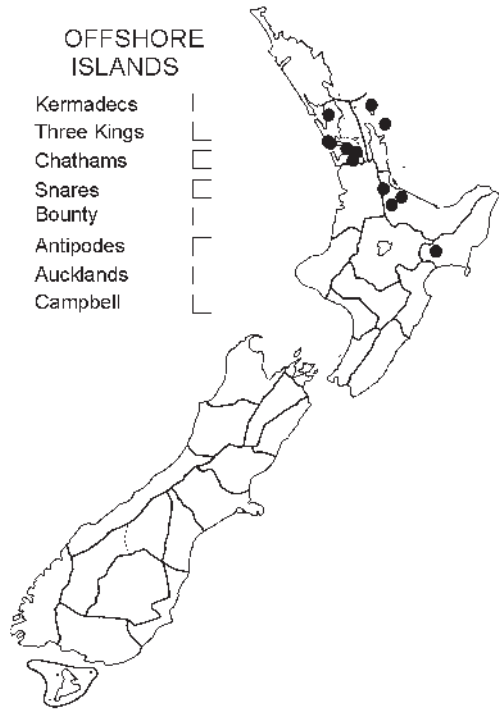 OFFSHORE
ISLANDS
Kermadecs
Three Kings
Chathams
Snares
Bounty
Antipodes
Aucklands
Campbell